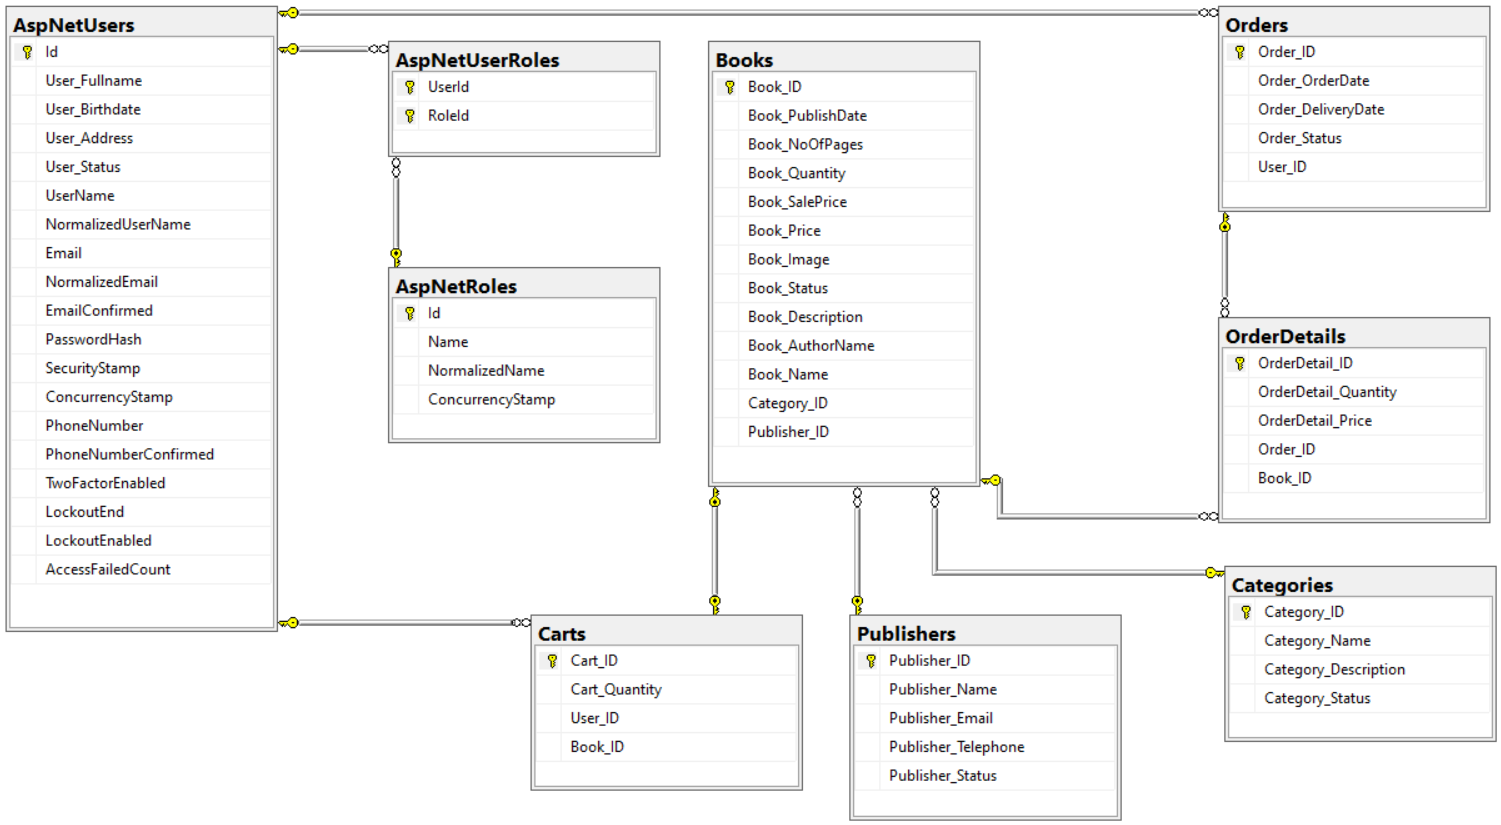 AspNetUsers
Id
User_Fullname
User_Birthdate
User_Address
User_Status
UserName
NormalizedUserName
Email
NormalizedEmail
EmailConfirmed
PasswordHash
SecurityStamp
ConcurrencyStamp
PhoneNumber
PhoneNumberConfirmed
TwoFactorEnabled
LockoutEnd
LockoutEnabled
AccessFailedCount
AspNetUserRoles
UserId
RoleId
AspNetRoles
Id
Name
NormalizedName
ConcurrencyStamp
Books
Book_ID
Book_PublishDate
Book_NoOfPages
Book_Quantity
Book_SalePrice
Book_Price
Book_Image
Book_Status
Book_Description
Book_AuthorName
Book_Name
Category_ID
Publisher_ID
Orders
Order_ID
Order_OrderDate
Order_DeliveryDate
Order_Status
User_ID
OrderDetails
OrderDetail_ID
OrderDetail_Quantity
OrderDetail_Price
Order_ID
Book_ID
Carts
Cart_ID
Cart_Quantity
User_ID
Book_ID
Publishers
Publisher_ID
Publisher_Name
Publisher_Email
Publisher_Telephone
Publisher_Status
Categories
Category_ID
Category_Name
Category_Description
Category_Status